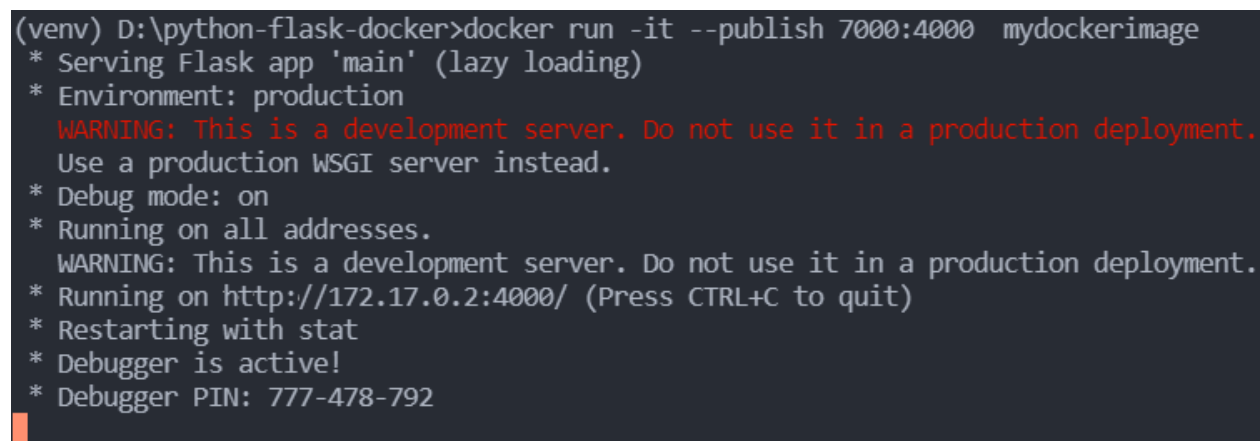 (venv) D:\python-flask-docker>docker run -it --publish 7000:4000  mydockerimage
 * Serving Flask app 'main' (lazy loading)
 * Environment: production
   WARNING: This is a development server. Do not use it in a production deployment.
   Use a production WSGI server instead.
 * Debug mode: on
 * Running on all addresses.
   WARNING: This is a development server. Do not use it in a production deployment.
 * Running on http://172.17.0.2:4000/ (Press CTRL+C to quit)
 * Restarting with stat
 * Debugger is active!
 * Debugger PIN: 777-478-792